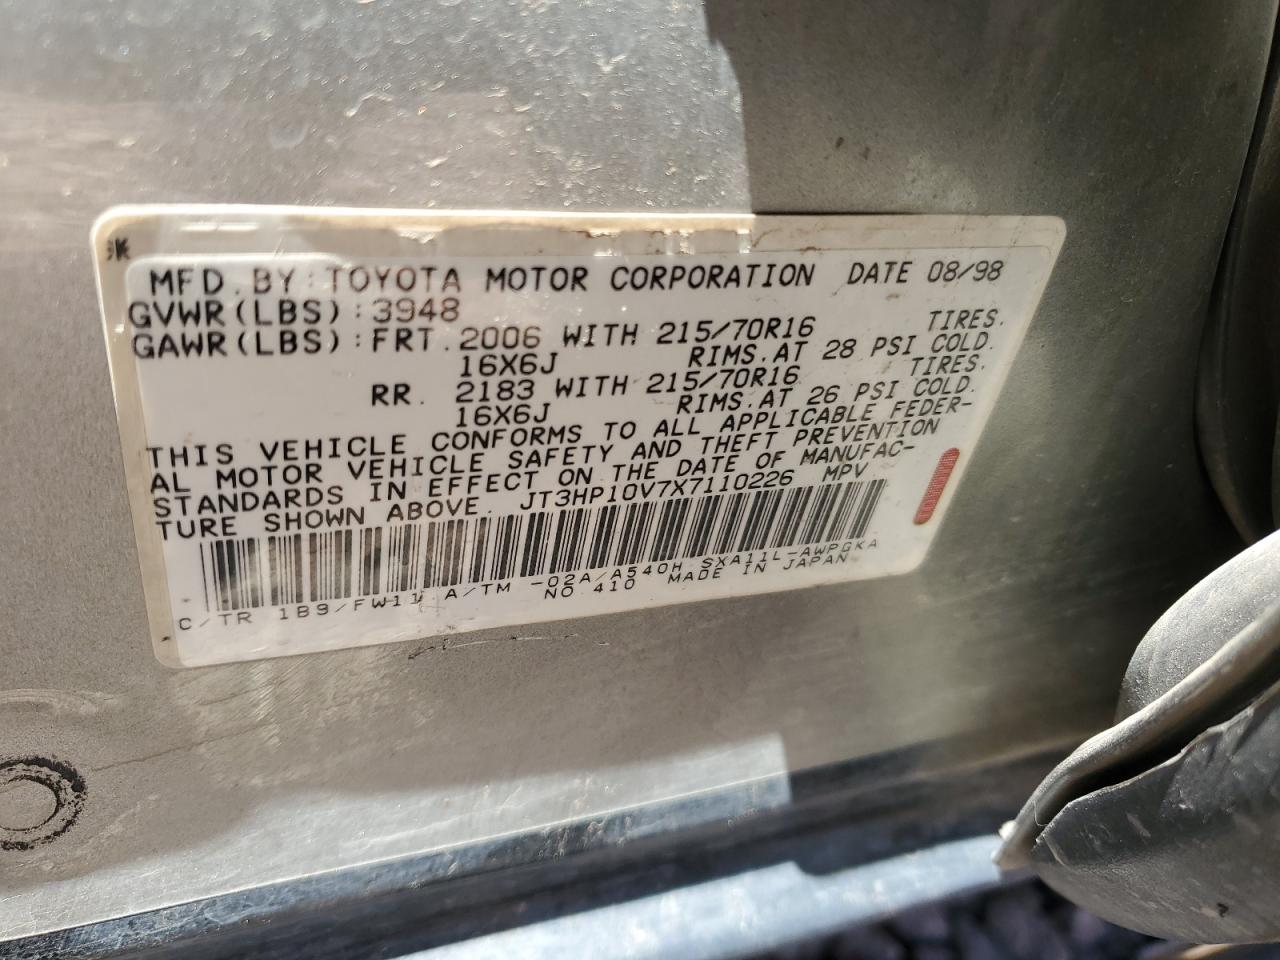 MFD. BY: TOYOTA MOTOR CORPORATION DATE 08/98
GVWR(LBS):3948
GAWR(LBS):FRT. 2006 WITH 215/70R16 TIRES.
16X6J RIMS.AT 28 PSI COLD.
RR. 2183 WITH 215/70R16 TIRES.
16X6J RIMS.AT 26 PSI COLD.
THIS VEHICLE CONFORMS TO ALL APPLICABLE FEDER-
AL MOTOR VEHICLE SAFETY AND THEFT PREVENTION
STANDARDS IN EFFECT ON THE DATE OF MANUFAC-
TURE SHOWN ABOVE. JT3HP10V7X7110226 MPV
C/TR 1B9/FW11 A/TM -02A/A540H SXA11L-AWPGKA
NO.410 MADE IN JAPAN